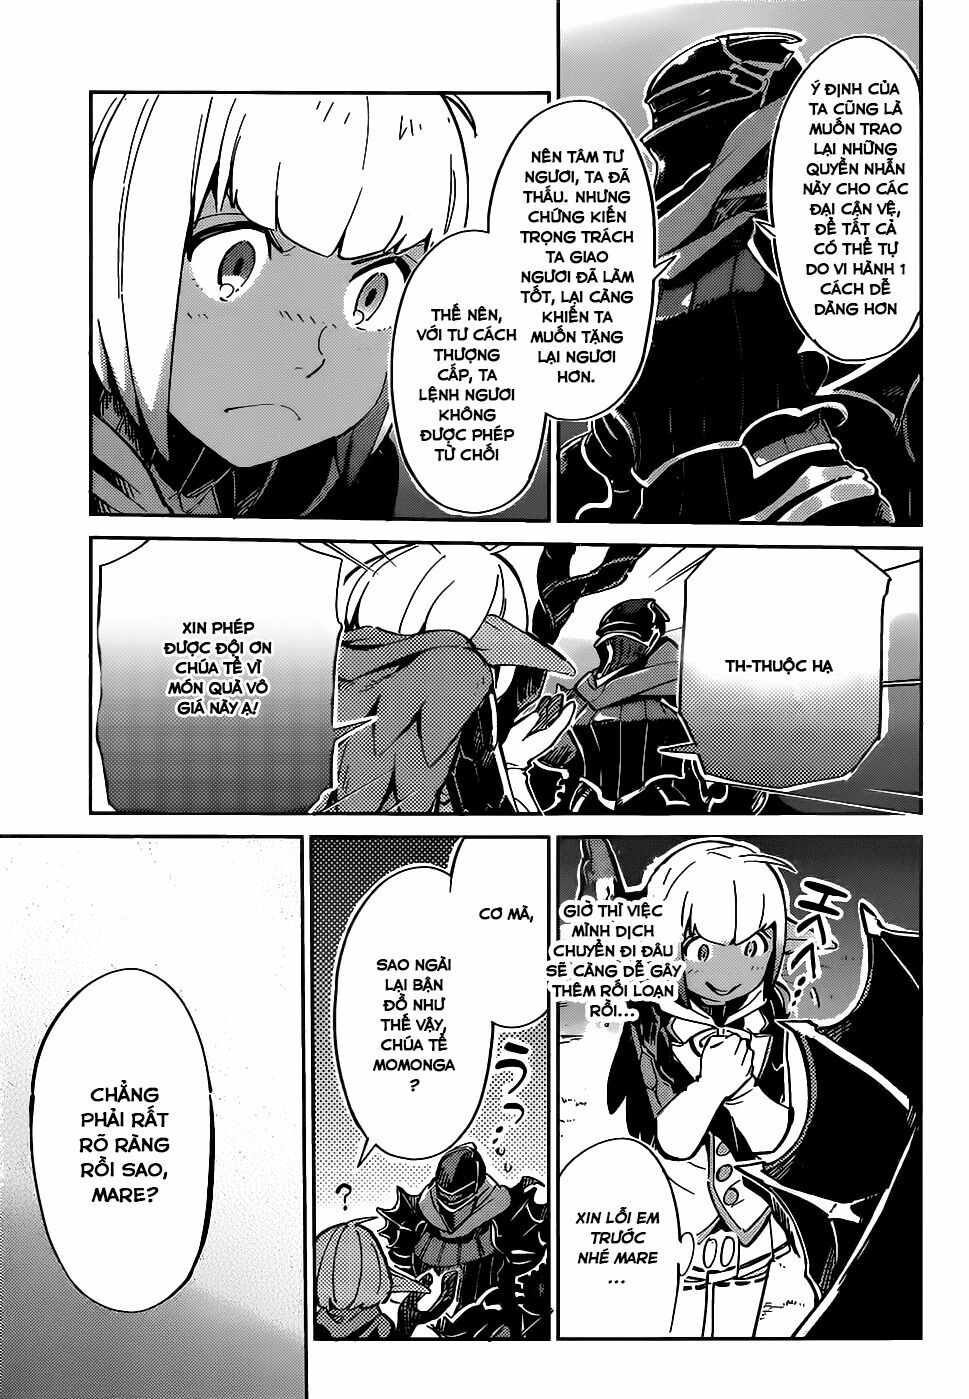 Ý ĐỊNH CỦA
TA CŨNG LÀ
MUỐN TRAO
LẠI NHỮNG
QUYỀN NHẪN
NÀY CHO CÁC
ĐẠI CẬN VỆ,
ĐỂ TẤT CẢ
CÓ THỂ TỰ
DO VI HÀNH 1
CÁCH DỄ
DÀNG HƠN
NÊN TÂM TƯ
NGƯƠI, TA ĐÃ
THẤU. NHƯNG
CHỨNG KIẾN
TRỌNG TRÁCH
TA GIAO
NGƯƠI ĐÃ LÀM
TỐT, LẠI CÀNG
KHIẾN TA
MUỐN TẶNG
LẠI NGƯƠI
HƠN.
THẾ NÊN,
VỚI TƯ CÁCH
THƯỢNG
CẤP, TA
LỆNH NGƯƠI
KHÔNG
ĐƯỢC PHÉP
TỪ CHỐI
TH-THUỘC HẠ
XIN PHÉP
ĐƯỢC ĐỘI ƠN
CHÚA TỂ VÌ
MÓN QUÀ VÔ
GIÁ NÀY Ạ!
GIỜ THÌ VIỆC
MÌNH DỊCH
CHUYỂN ĐI ĐÂU
SẼ CÀNG DỄ GÂY
THÊM RỐI LOẠN
RỒI...
エヘヘ
XIN LỖI EM
TRƯỚC
NHÉ MARE
...
CƠ MÀ,
SAO NGÀI
LẠI BẬN
ĐỒ NHƯ
THẾ VẬY,
CHÚA TỂ
MOMONGA
?
うっ
?
CHẲNG
PHẢI RẤT
RÕ RÀNG
RỒI SAO,
MARE?